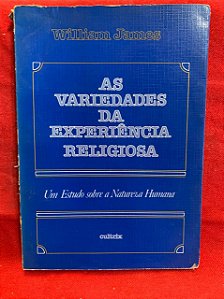 William James
AS
VARIEDADES
DA
EXPERIÊNCIA
RELIGIOSA
Um Estudo sobre a Natureza Humana
cultrix